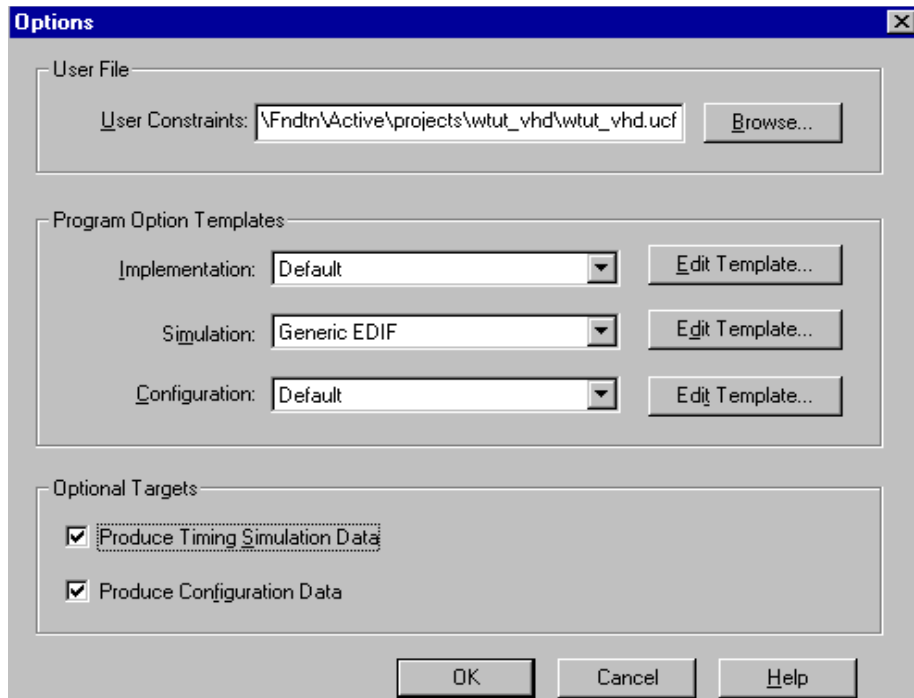 Options
User File
User Constraints: \Fndtn\Active\projects\wtut_vhd\wtut_vhd.ucf Browse...
Program Option Templates
Implementation: Default Edit Template...
Simulation: Generic EDIF Edit Template...
Configuration: Default Edit Template...
Optional Targets
Produce Timing Simulation Data
Produce Configuration Data
OK Cancel Help